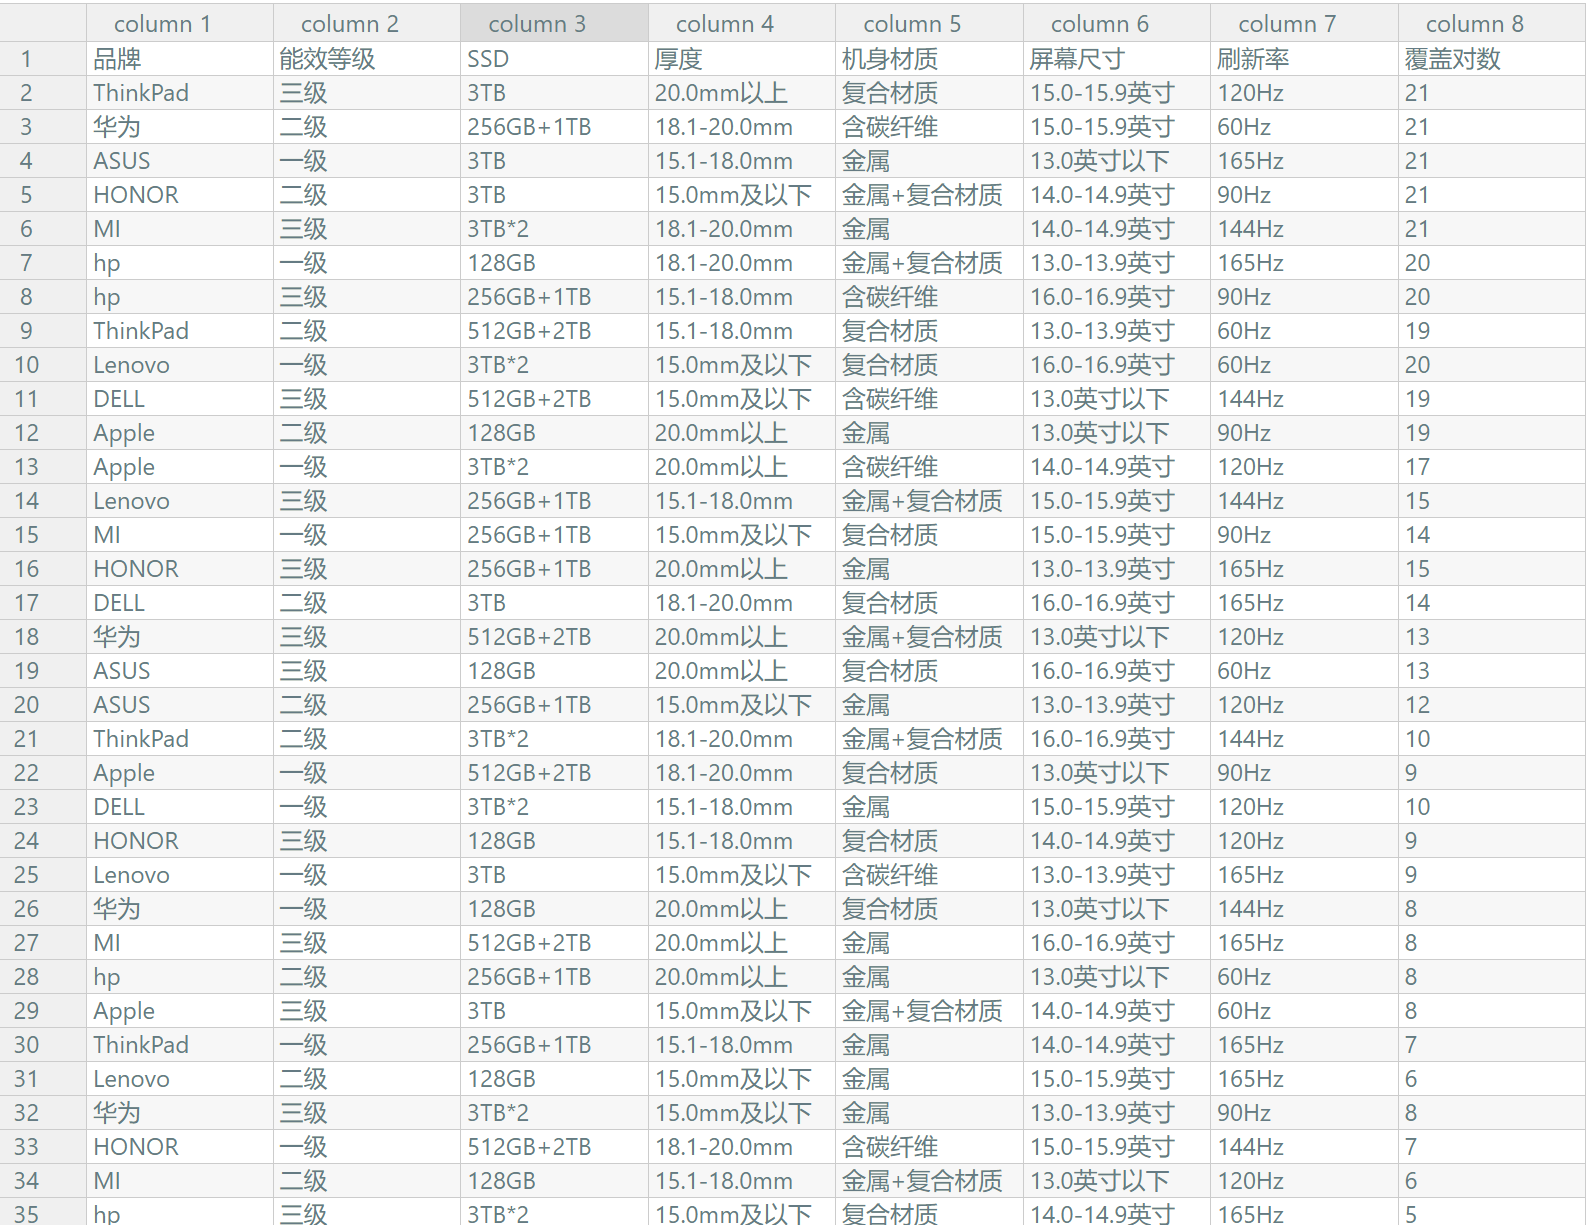 column 1 column 2 column 3 column 4 column 5 column 6 column 7 column 8
1 品牌 能效等级 SSD 厚度 机身材质 屏幕尺寸 刷新率 覆盖对数
2 ThinkPad 三级 3TB 20.0mm以上 复合材质 15.0-15.9英寸 120Hz 21
3 华为 二级 256GB+1TB 18.1-20.0mm 含碳纤维 15.0-15.9英寸 60Hz 21
4 ASUS 一级 3TB 15.1-18.0mm 金属 13.0英寸以下 165Hz 21
5 HONOR 二级 3TB 15.0mm及以下 金属+复合材质 14.0-14.9英寸 90Hz 21
6 MI 三级 3TB*2 18.1-20.0mm 金属 14.0-14.9英寸 144Hz 21
7 hp 一级 128GB 18.1-20.0mm 金属+复合材质 13.0-13.9英寸 165Hz 20
8 hp 三级 256GB+1TB 15.1-18.0mm 含碳纤维 16.0-16.9英寸 90Hz 20
9 ThinkPad 二级 512GB+2TB 15.1-18.0mm 复合材质 13.0-13.9英寸 60Hz 19
10 Lenovo 一级 3TB*2 15.0mm及以下 复合材质 16.0-16.9英寸 60Hz 20
11 DELL 三级 512GB+2TB 15.0mm及以下 含碳纤维 13.0英寸以下 144Hz 19
12 Apple 二级 128GB 20.0mm以上 金属 13.0英寸以下 90Hz 19
13 Apple 一级 3TB*2 20.0mm以上 含碳纤维 14.0-14.9英寸 120Hz 17
14 Lenovo 三级 256GB+1TB 15.1-18.0mm 金属+复合材质 15.0-15.9英寸 144Hz 15
15 MI 一级 256GB+1TB 15.0mm及以下 复合材质 15.0-15.9英寸 90Hz 14
16 HONOR 三级 256GB+1TB 20.0mm以上 金属 13.0-13.9英寸 165Hz 15
17 DELL 二级 3TB 18.1-20.0mm 复合材质 16.0-16.9英寸 165Hz 14
18 华为 三级 512GB+2TB 20.0mm以上 金属+复合材质 13.0英寸以下 120Hz 13
19 ASUS 三级 128GB 20.0mm以上 复合材质 16.0-16.9英寸 60Hz 13
20 ASUS 二级 256GB+1TB 15.0mm及以下 金属 13.0-13.9英寸 120Hz 12
21 ThinkPad 二级 3TB*2 18.1-20.0mm 金属+复合材质 16.0-16.9英寸 144Hz 10
22 Apple 一级 512GB+2TB 18.1-20.0mm 复合材质 13.0英寸以下 90Hz 9
23 DELL 一级 3TB*2 15.1-18.0mm 金属 15.0-15.9英寸 120Hz 10
24 HONOR 三级 128GB 15.1-18.0mm 复合材质 14.0-14.9英寸 120Hz 9
25 Lenovo 一级 3TB 15.0mm及以下 含碳纤维 13.0-13.9英寸 165Hz 9
26 华为 一级 128GB 20.0mm以上 复合材质 13.0英寸以下 144Hz 8
27 MI 三级 512GB+2TB 20.0mm以上 金属 16.0-16.9英寸 165Hz 8
28 hp 二级 256GB+1TB 20.0mm以上 金属 13.0英寸以下 60Hz 8
29 Apple 三级 3TB 15.0mm及以下 金属+复合材质 14.0-14.9英寸 60Hz 8
30 ThinkPad 一级 256GB+1TB 15.1-18.0mm 金属 14.0-14.9英寸 165Hz 7
31 Lenovo 二级 128GB 15.0mm及以下 金属 15.0-15.9英寸 165Hz 6
32 华为 三级 3TB*2 15.0mm及以下 金属 13.0-13.9英寸 90Hz 8
33 HONOR 一级 512GB+2TB 18.1-20.0mm 含碳纤维 15.0-15.9英寸 144Hz 7
34 MI 二级 128GB 15.1-18.0mm 金属+复合材质 13.0英寸以下 120Hz 6
35 hp 三级 3TB*2 15.0mm及以下 复合材质 14.0-14.9英寸 165Hz 5